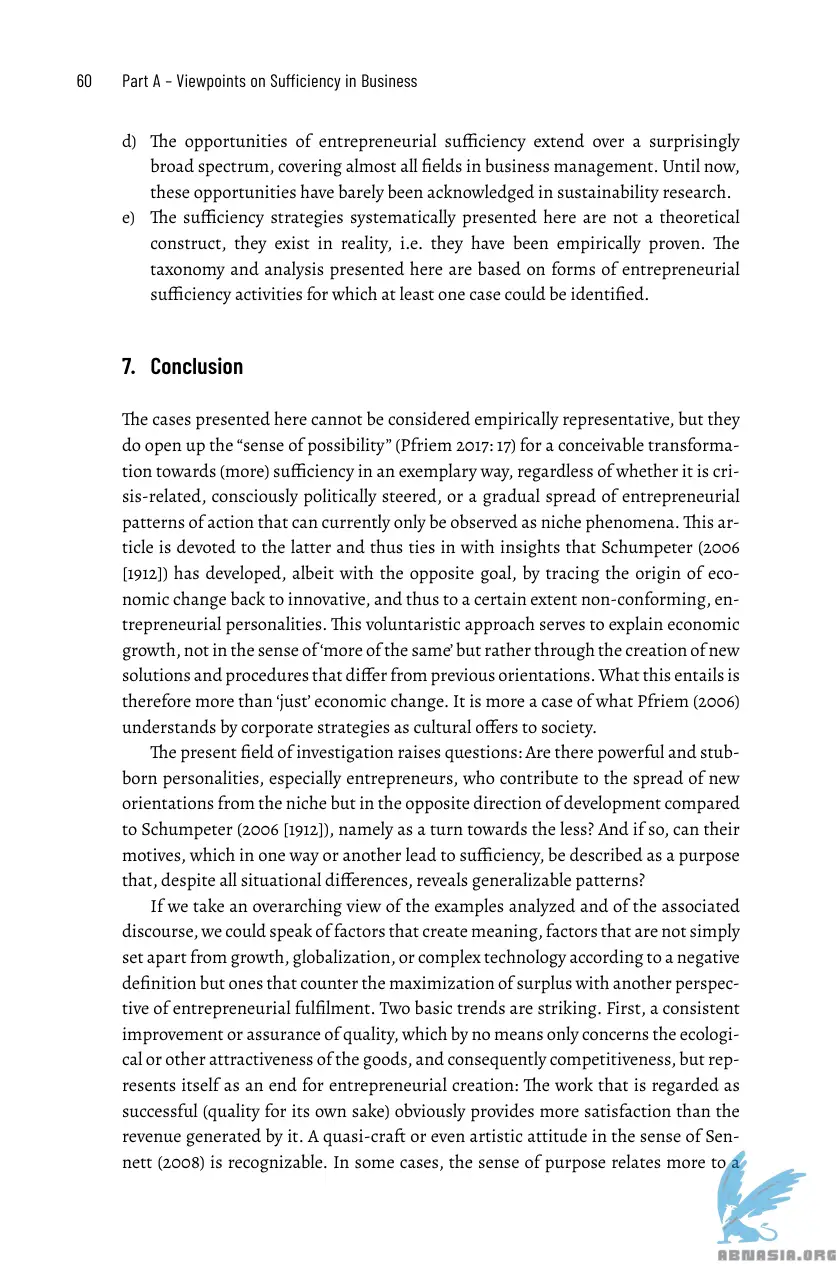 60 Part A – Viewpoints on Sufficiency in Business
d) The opportunities of entrepreneurial sufficiency extend over a surprisingly
broad spectrum, covering almost all fields in business management. Until now,
these opportunities have barely been acknowledged in sustainability research.
e) The sufficiency strategies systematically presented here are not a theoretical
construct, they exist in reality, i.e. they have been empirically proven. The
taxonomy and analysis presented here are based on forms of entrepreneurial
sufficiency activities for which at least one case could be identified.
7. Conclusion
The cases presented here cannot be considered empirically representative, but they
do open up the “sense of possibility” (Pfriem 2017: 17) for a conceivable transforma-
tion towards (more) sufficiency in an exemplary way, regardless of whether it is cri-
sis-related, consciously politically steered, or a gradual spread of entrepreneurial
patterns of action that can currently only be observed as niche phenomena. This ar-
ticle is devoted to the latter and thus ties in with insights that Schumpeter (2006
[1912]) has developed, albeit with the opposite goal, by tracing the origin of eco-
nomic change back to innovative, and thus to a certain extent non-conforming, en-
trepreneurial personalities. This voluntaristic approach serves to explain economic
growth, not in the sense of ‘more of the same’ but rather through the creation of new
solutions and procedures that differ from previous orientations. What this entails is
therefore more than ‘just’ economic change. It is more a case of what Pfriem (2006)
understands by corporate strategies as cultural offers to society.
The present field of investigation raises questions: Are there powerful and stub-
born personalities, especially entrepreneurs, who contribute to the spread of new
orientations from the niche but in the opposite direction of development compared
to Schumpeter (2006 [1912]), namely as a turn towards the less? And if so, can their
motives, which in one way or another lead to sufficiency, be described as a purpose
that, despite all situational differences, reveals generalizable patterns?
If we take an overarching view of the examples analyzed and of the associated
discourse, we could speak of factors that create meaning, factors that are not simply
set apart from growth, globalization, or complex technology according to a negative
definition but ones that counter the maximization of surplus with another perspec-
tive of entrepreneurial fulfilment. Two basic trends are striking. First, a consistent
improvement or assurance of quality, which by no means only concerns the ecologi-
cal or other attractiveness of the goods, and consequently competitiveness, but rep-
resents itself as an end for entrepreneurial creation: The work that is regarded as
successful (quality for its own sake) obviously provides more satisfaction than the
revenue generated by it. A quasi-craft or even artistic attitude in the sense of Sen-
nett (2008) is recognizable. In some cases, the sense of purpose relates more to a
ABNASIA.ORG